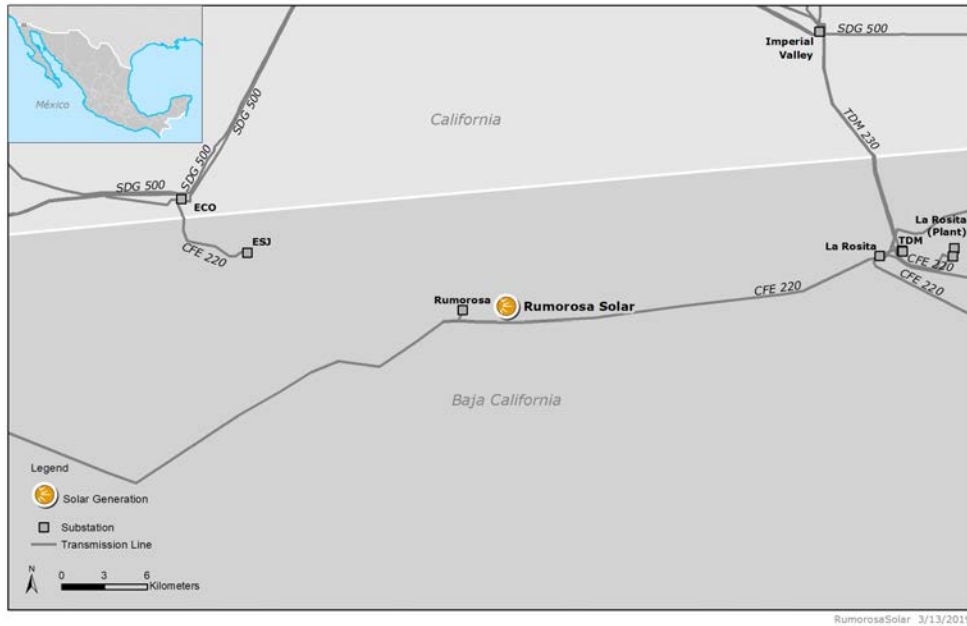 México
California
Imperial
Valley
SDG 500
SDG 500
SDG 500
SDG 500
TDM 230
ECO
ESJ
CFE 220
La Rosita
TDM
La Rosita
(Plant)
CFE 220
CFE 220
CFE 220
Rumorosa
Rumorosa Solar
Baja California
Legend
Solar Generation
Substation
Transmission Line
N
0 3 6
Kilometers
RumorosaSolar 3/13/2019